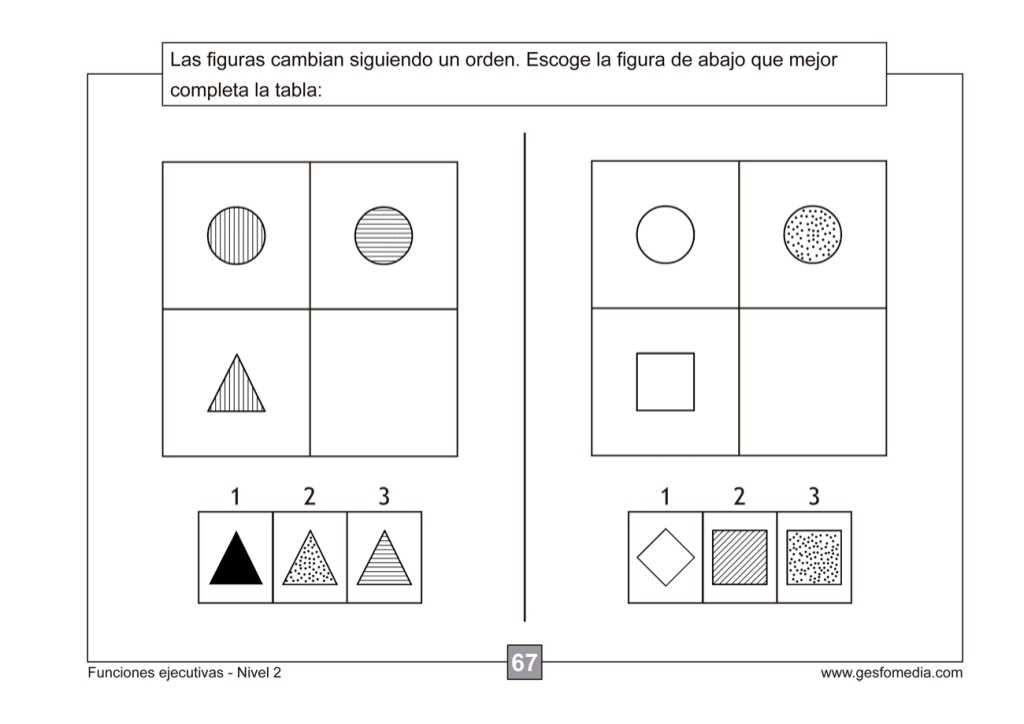 Las figuras cambian siguiendo un orden. Escoge la figura de abajo que mejor
completa la tabla:
1 2 3
1 2 3
Funciones ejecutivas - Nivel 2
67
www.gesfomedia.com